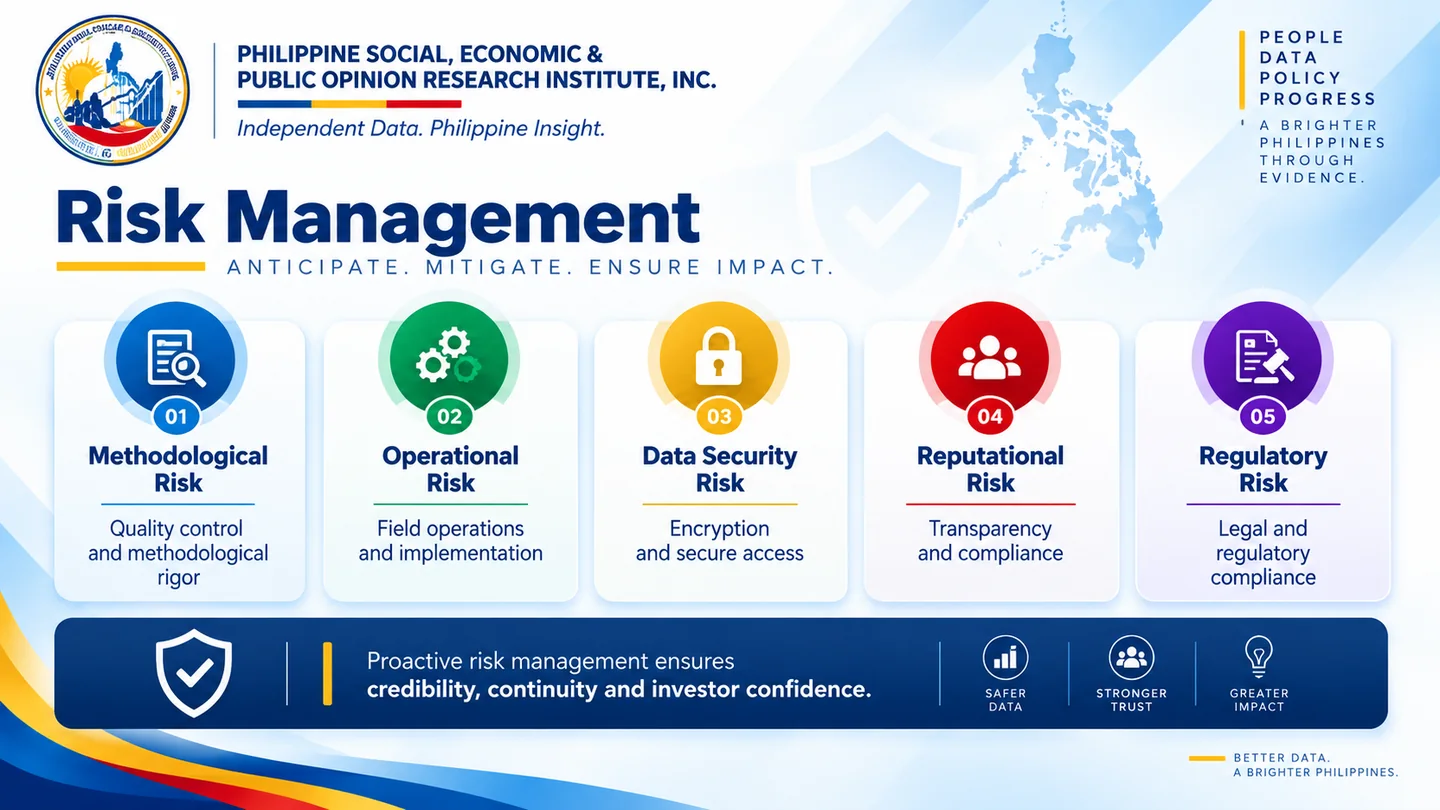 PHILIPPINE SOCIAL, ECONOMIC &
PUBLIC OPINION RESEARCH INSTITUTE, INC.
Independent Data. Philippine Insight.
PEOPLE
DATA
POLICY
PROGRESS
A BRIGHTER
PHILIPPINES
THROUGH
EVIDENCE.
Risk Management
ANTICIPATE. MITIGATE. ENSURE IMPACT.
01
Methodological
Risk
Quality control
and methodological
rigor
02
Operational
Risk
Field operations
and implementation
03
Data Security
Risk
Encryption
and secure access
04
Reputational
Risk
Transparency
and compliance
05
Regulatory
Risk
Legal and
regulatory
compliance
Proactive risk management ensures
credibility, continuity and investor confidence.
SAFER
DATA
STRONGER
TRUST
GREATER
IMPACT
BETTER DATA.
A BRIGHTER PHILIPPINES.